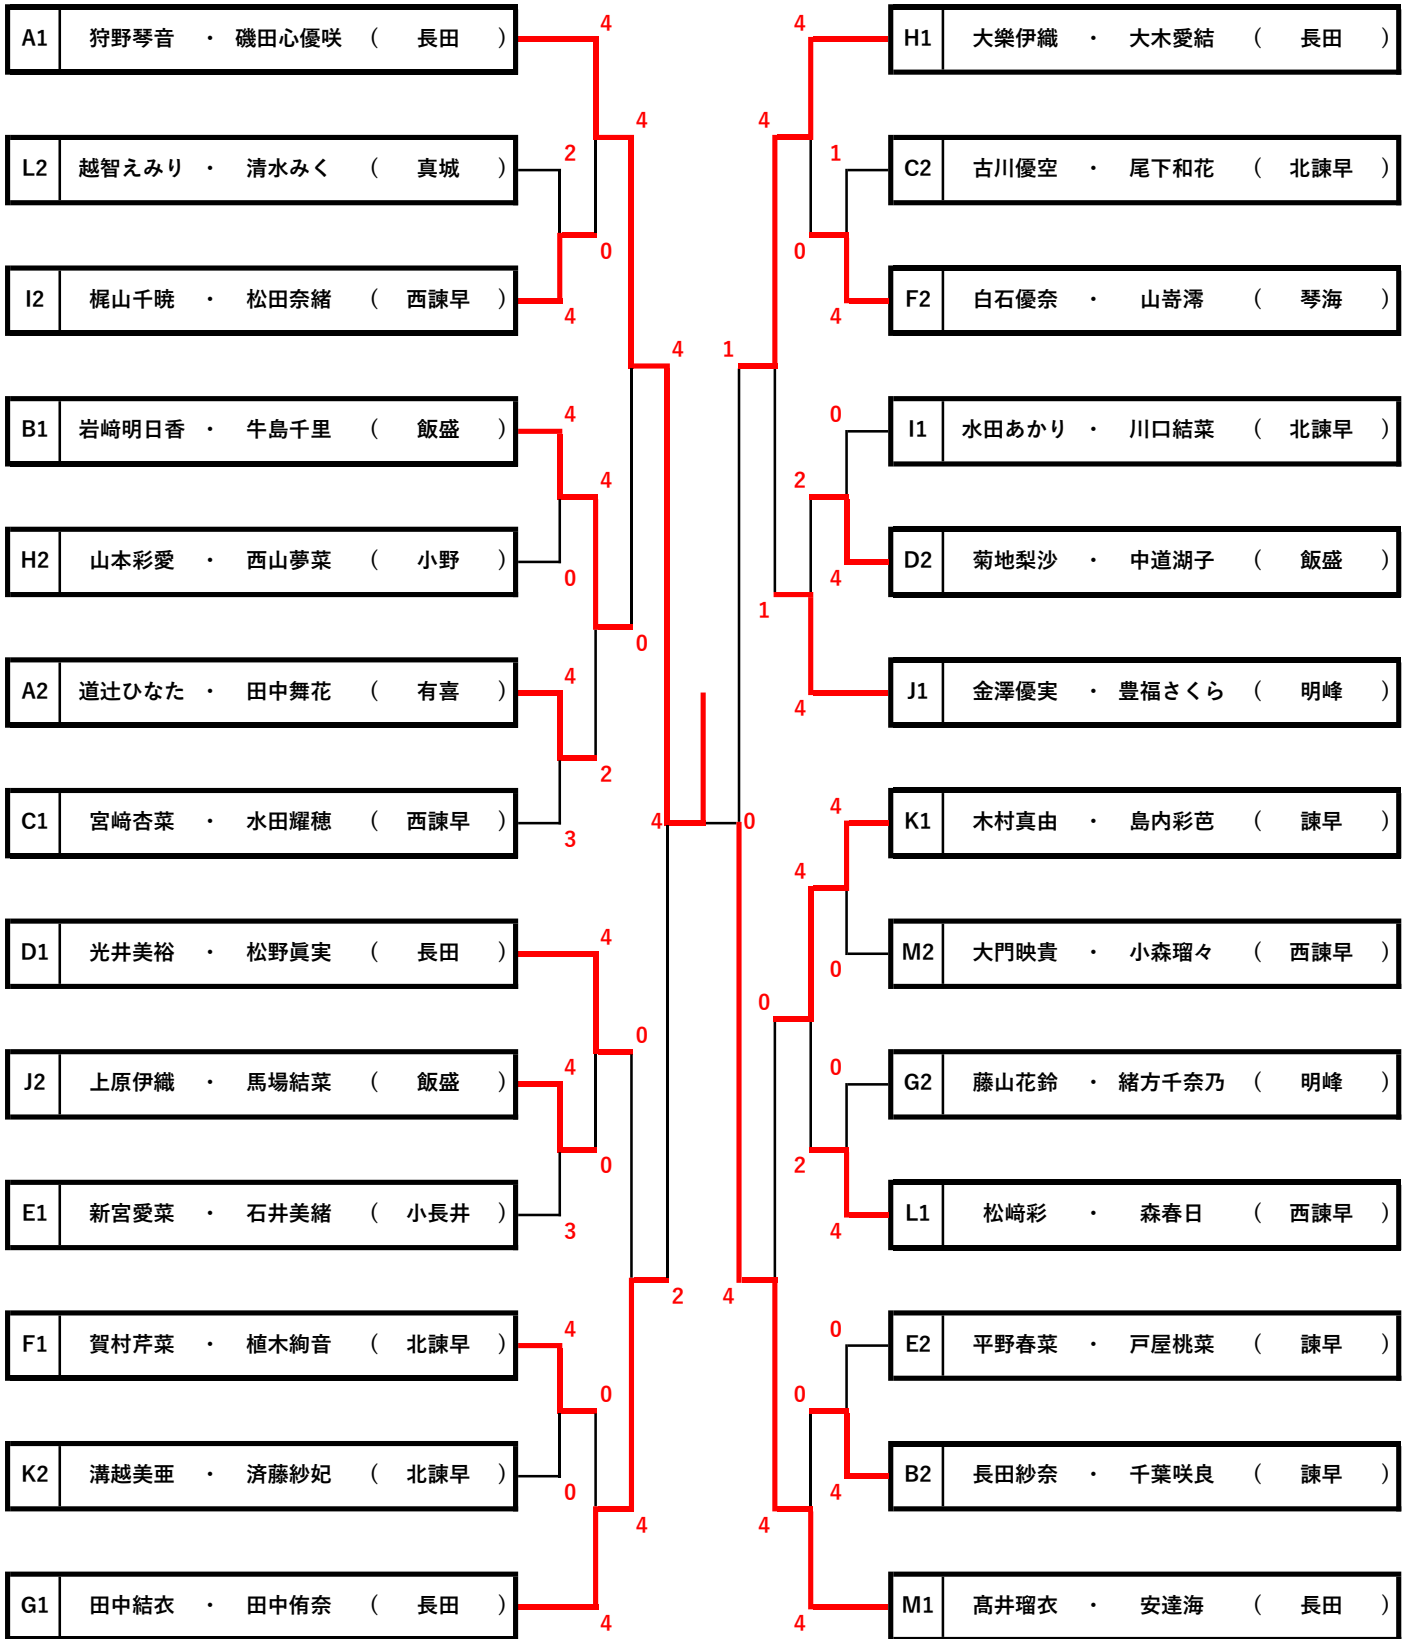 A1 狩野琴音 ・ 磯田心優咲 （ 長田 ）
4
L2 越智えみり ・ 清水みく （ 真城 ）
2
4
0
I2 梶山千暁 ・ 松田奈緒 （ 西諫早 ）
4
4
B1 岩﨑明日香 ・ 牛島千里 （ 飯盛 ）
4
4
H2 山本彩愛 ・ 西山夢菜 （ 小野 ）
0
0
A2 道辻ひなた ・ 田中舞花 （ 有喜 ）
4
2
C1 宮﨑杏菜 ・ 水田耀穂 （ 西諫早 ）
3
4
D1 光井美裕 ・ 松野眞実 （ 長田 ）
4
0
J2 上原伊織 ・ 馬場結菜 （ 飯盛 ）
4
0
E1 新宮愛菜 ・ 石井美緒 （ 小長井 ）
3
2
F1 賀村芹菜 ・ 植木絢音 （ 北諫早 ）
4
0
K2 溝越美亜 ・ 済藤紗妃 （ 北諫早 ）
0
4
G1 田中結衣 ・ 田中侑奈 （ 長田 ）
4
4
H1 大樂伊織 ・ 大木愛結 （ 長田 ）
4
1
C2 古川優空 ・ 尾下和花 （ 北諫早 ）
0
F2 白石優奈 ・ 山嵜澪 （ 琴海 ）
4
1
0
I1 水田あかり ・ 川口結菜 （ 北諫早 ）
2
D2 菊地梨沙 ・ 中道湖子 （ 飯盛 ）
4
1
J1 金澤優実 ・ 豊福さくら （ 明峰 ）
4
0
4
K1 木村真由 ・ 島内彩芭 （ 諫早 ）
4
M2 大門映貴 ・ 小森瑠々 （ 西諫早 ）
0
0
0
G2 藤山花鈴 ・ 緒方千奈乃 （ 明峰 ）
2
L1 松﨑彩 ・ 森春日 （ 西諫早 ）
4
4
0
E2 平野春菜 ・ 戸屋桃菜 （ 諫早 ）
0
B2 長田紗奈 ・ 千葉咲良 （ 諫早 ）
4
4
M1 髙井瑠衣 ・ 安達海 （ 長田 ）
4